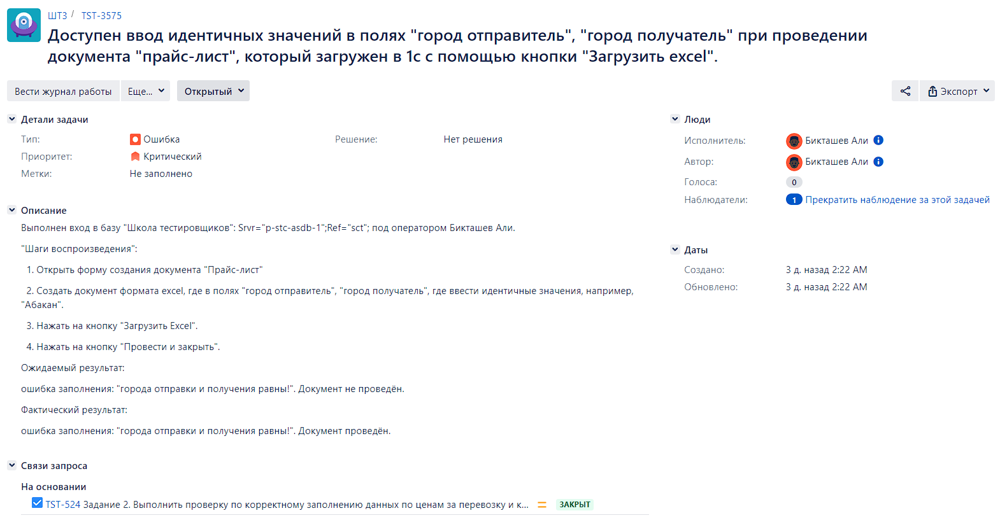 ШТЗ / TST-3575
Доступен ввод идентичных значений в полях "город отправитель", "город получатель" при проведении
документа "прайс-лист", который загружен в 1с с помощью кнопки "Загрузить excel".
Вести журнал работы Еще... Открытый Экспорт
Детали задачи
Тип: Ошибка Решение: Нет решения
Приоритет: Критический
Метки: Не заполнено
Описание
Выполнен вход в базу "Школа тестировщиков": Srvr="p-stc-asdb-1";Ref="sct"; под оператором Бикташев Али.
"Шаги воспроизведения":
1. Открыть форму создания документа "Прайс-лист"
2. Создать документ формата excel, где в полях "город отправитель", "город получатель", где ввести идентичные значения, например,
"Абакан".
3. Нажать на кнопку "Загрузить Excel".
4. Нажать на кнопку "Провести и закрыть".
Ожидаемый результат:
ошибка заполнения: "города отправки и получения равны!". Документ не проведён.
Фактический результат:
ошибка заполнения: "города отправки и получения равны!". Документ проведён.
Связи запроса
На основании
TST-524 Задание 2. Выполнить проверку по корректному заполнению данных по ценам за перевозку и к... ЗАКРЫТ
Люди
Исполнитель: Бикташев Али
Автор: Бикташев Али
Голоса: 0
Наблюдатели: 1 Прекратить наблюдение за этой задачей
Даты
Создано: 3 д. назад 2:22 AM
Обновлено: 3 д. назад 2:22 AM